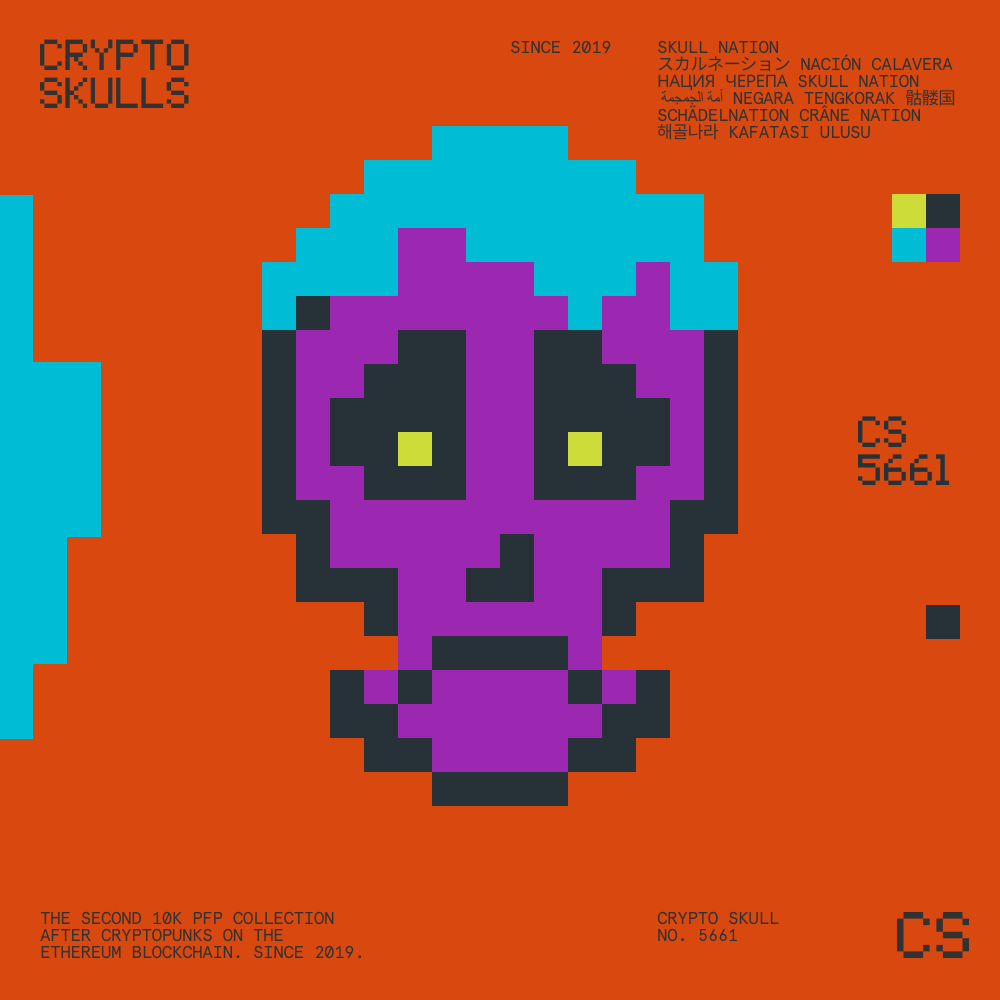 CRYPTO
SKULLS
SINCE 2019
SKULL NATION
スカルネーション NACIÓN CALAVERA
НАЦИЯ ЧЕРЕПА SKULL NATION
أمة الجمجمة NEGARA TENGKORAK 骷髅国
SCHÄDELNATION CRÂNE NATION
해골나라 KAFATASI ULUSU
CS
5661
THE SECOND 10K PFP COLLECTION
AFTER CRYPTOPUNKS ON THE
ETHEREUM BLOCKCHAIN. SINCE 2019.
CRYPTO SKULL
NO. 5661
CS